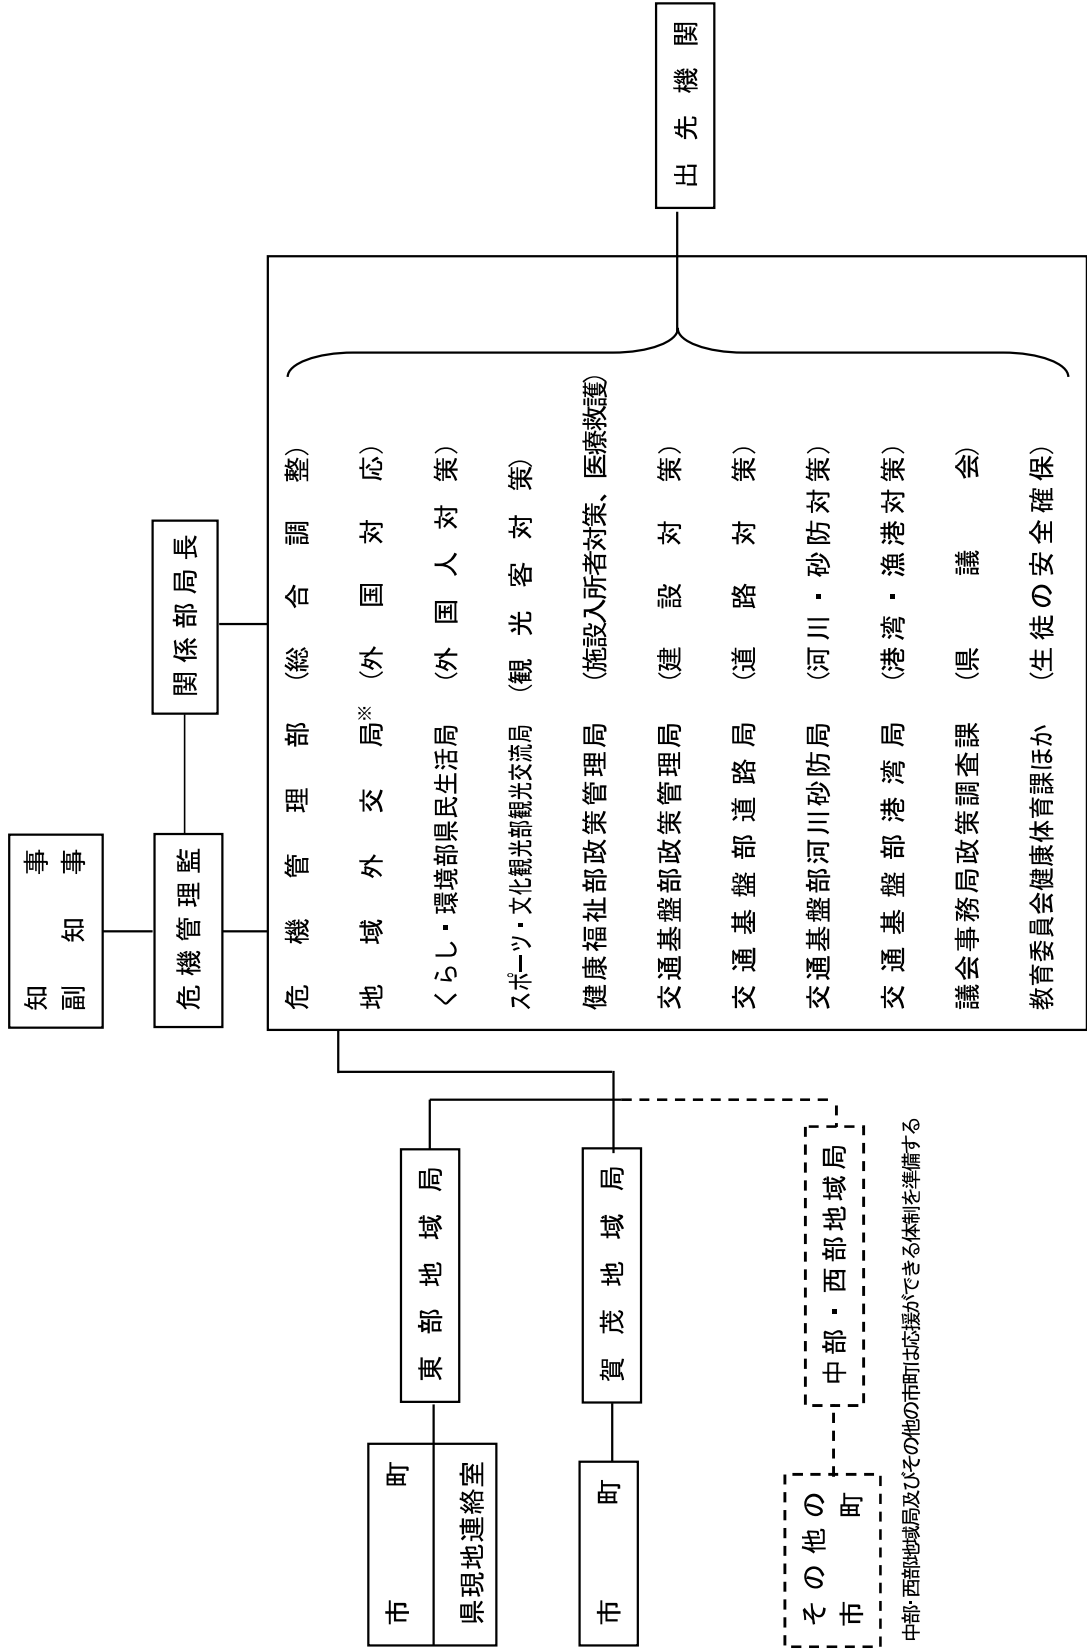 知事
副知事
危機管理監
関係部局長
危機管理部（総合調整）
地域外交局※（外国対応）
くらし・環境部県民生活局（外国人対策）
スポーツ・文化観光部観光交流局（観光客対策）
健康福祉部政策管理局（施設入所者対策、医療救護）
交通基盤部政策管理局（建設対策）
交通基盤部道路局（道路対策）
交通基盤部河川砂防局（河川・砂防対策）
交通基盤部港湾局（港湾・漁港対策）
議会事務局政策調査課（県議会）
教育委員会健康体育課ほか（生徒の安全確保）
出先機関
東部地域局
賀茂地域局
中部・西部地域局
市町
県現地連絡室
市町
その他の
市町
中部・西部地域局及びその他の市町は応援ができる体制を準備する